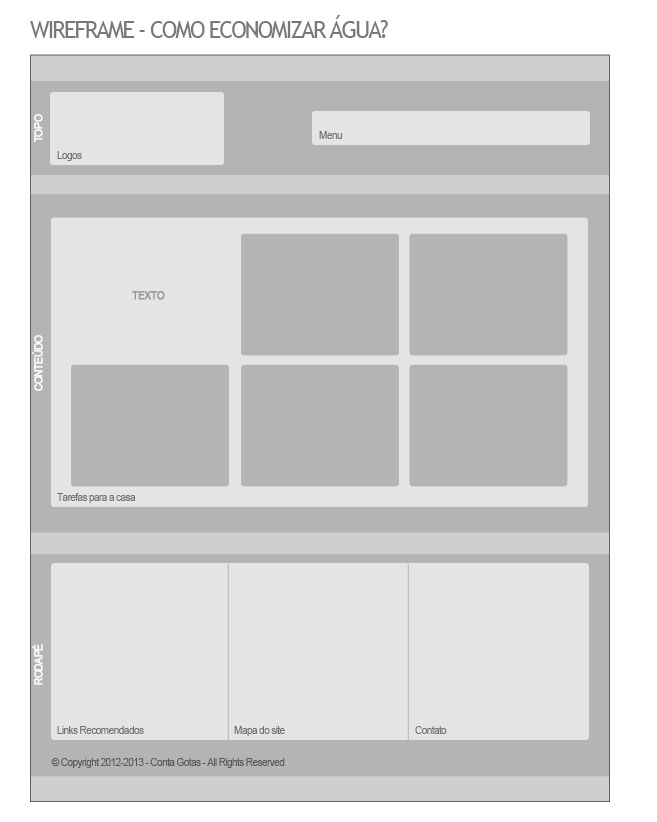 WIREFRAME - COMO ECONOMIZAR ÁGUA?
TOPO
Logos
Menu
CONTEÚDO
TEXTO
Tarefas para a casa
RODAPÉ
Links Recomendados
Mapa do site
Contato
© Copyright 2012-2013 - Conta Gotas - All Rights Reserved